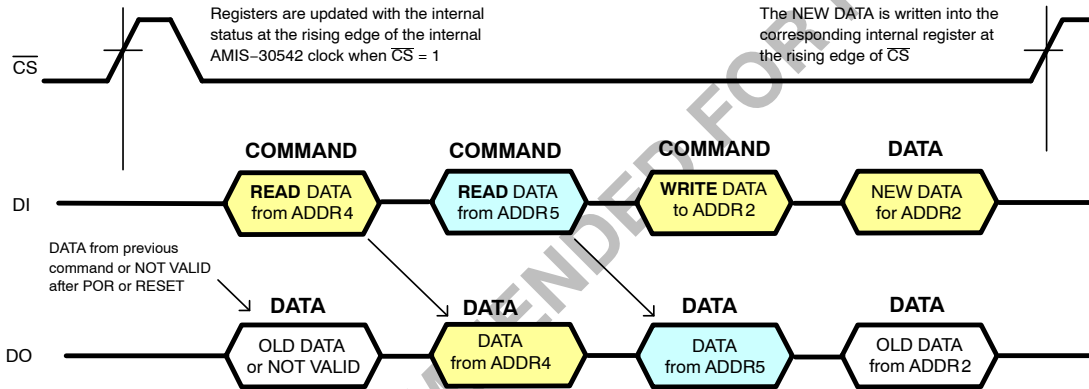 Registers are updated with the internal
status at the rising edge of the internal
AMIS−30542 clock when CS = 1
The NEW DATA is written into the
corresponding internal register at
the rising edge of CS
CS
COMMAND
COMMAND
COMMAND
DATA
DI
READ DATA
from ADDR4
READ DATA
from ADDR5
WRITE DATA
to ADDR2
NEW DATA
for ADDR2
DATA from previous
command or NOT VALID
after POR or RESET
DATA
DATA
DATA
DATA
DO
OLD DATA
or NOT VALID
DATA
from ADDR4
DATA
from ADDR5
OLD DATA
from ADDR2
MENDED FOR